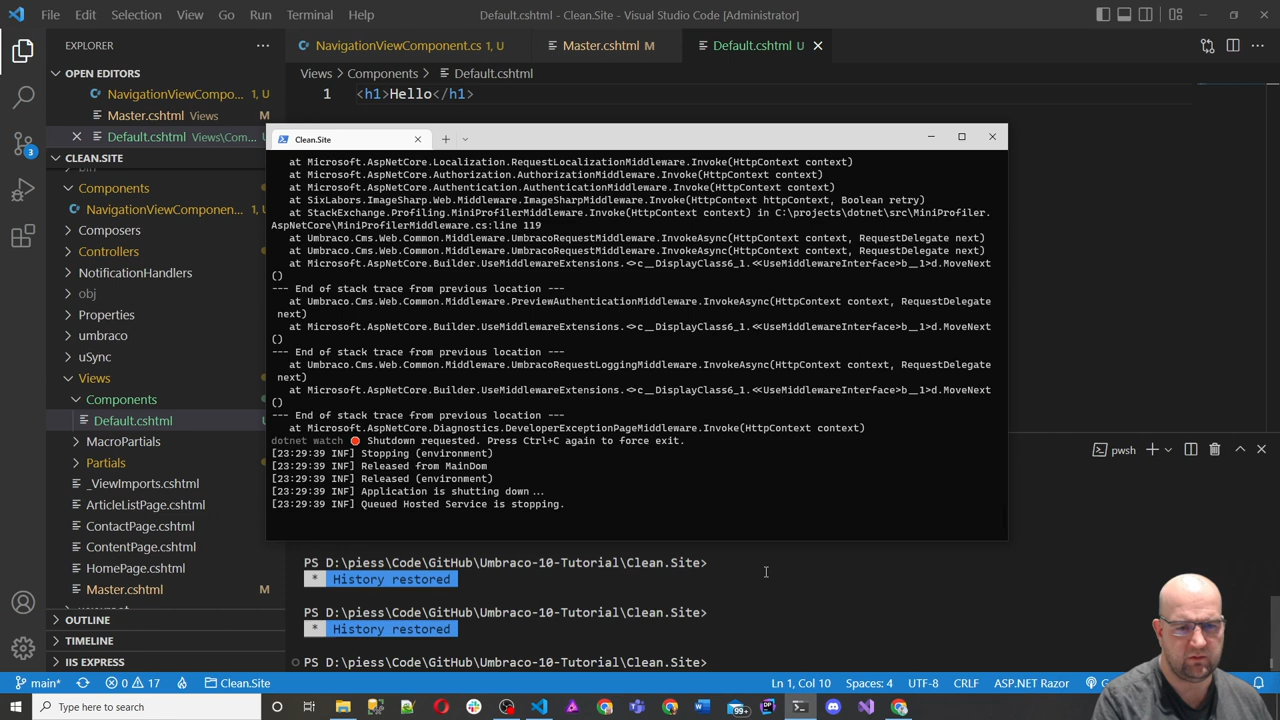 File Edit Selection View Go Run Terminal Help
Default.cshtml - Clean.Site - Visual Studio Code [Administrator]
EXPLORER
OPEN EDITORS
NavigationViewCompo... 1, U
Master.cshtml Views M
Default.cshtml Views\Com... U
CLEAN.SITE
bin
Components
NavigationViewComponen...
Composers
Controllers
NotificationHandlers
obj
Properties
umbraco
uSync
Views
Components
Default.cshtml
MacroPartials
Partials
_ViewImports.cshtml
ArticleListPage.cshtml
ContactPage.cshtml
ContentPage.cshtml
HomePage.cshtml
Master.cshtml M
OUTLINE
TIMELINE
IIS EXPRESS
NavigationViewComponent.cs 1, U
Master.cshtml M
Default.cshtml U
Views > Components > Default.cshtml
1 <h1>Hello</h1>
Clean.Site
at Microsoft.AspNetCore.Localization.RequestLocalizationMiddleware.Invoke(HttpContext context)
at Microsoft.AspNetCore.Authorization.AuthorizationMiddleware.Invoke(HttpContext context)
at Microsoft.AspNetCore.Authentication.AuthenticationMiddleware.Invoke(HttpContext context)
at SixLabors.ImageSharp.Web.Middleware.ImageSharpMiddleware.Invoke(HttpContext httpContext, Boolean retry)
at StackExchange.Profiling.MiniProfilerMiddleware.Invoke(HttpContext context) in C:\projects\dotnet\src\MiniProfiler.
AspNetCore\MiniProfilerMiddleware.cs:line 119
at Umbraco.Cms.Web.Common.Middleware.UmbracoRequestMiddleware.InvokeAsync(HttpContext context, RequestDelegate next)
at Umbraco.Cms.Web.Common.Middleware.UmbracoRequestMiddleware.InvokeAsync(HttpContext context, RequestDelegate next)
at Microsoft.AspNetCore.Builder.UseMiddlewareExtensions.<>c__DisplayClass6_1.<<UseMiddlewareInterface>b__1>d.MoveNext
()
--- End of stack trace from previous location ---
at Umbraco.Cms.Web.Common.Middleware.PreviewAuthenticationMiddleware.InvokeAsync(HttpContext context, RequestDelegate
next)
at Microsoft.AspNetCore.Builder.UseMiddlewareExtensions.<>c__DisplayClass6_1.<<UseMiddlewareInterface>b__1>d.MoveNext
()
--- End of stack trace from previous location ---
at Umbraco.Cms.Web.Common.Middleware.UmbracoRequestLoggingMiddleware.InvokeAsync(HttpContext context, RequestDelegate
next)
at Microsoft.AspNetCore.Builder.UseMiddlewareExtensions.<>c__DisplayClass6_1.<<UseMiddlewareInterface>b__1>d.MoveNext
()
--- End of stack trace from previous location ---
at Microsoft.AspNetCore.Diagnostics.DeveloperExceptionPageMiddleware.Invoke(HttpContext context)
dotnet watch 🔴 Shutdown requested. Press Ctrl+C again to force exit.
[23:29:39 INF] Stopping (environment)
[23:29:39 INF] Released from MainDom
[23:29:39 INF] Released (environment)
[23:29:39 INF] Application is shutting down...
[23:29:39 INF] Queued Hosted Service is stopping.
pwsh
PS D:\piess\Code\GitHub\Umbraco-10-Tutorial\Clean.Site>
* History restored
PS D:\piess\Code\GitHub\Umbraco-10-Tutorial\Clean.Site>
* History restored
PS D:\piess\Code\GitHub\Umbraco-10-Tutorial\Clean.Site>
3
main* 0 17 Clean.Site
Ln 1, Col 10 Spaces: 4 UTF-8 CRLF ASP.NET Razor
Type here to search
99+